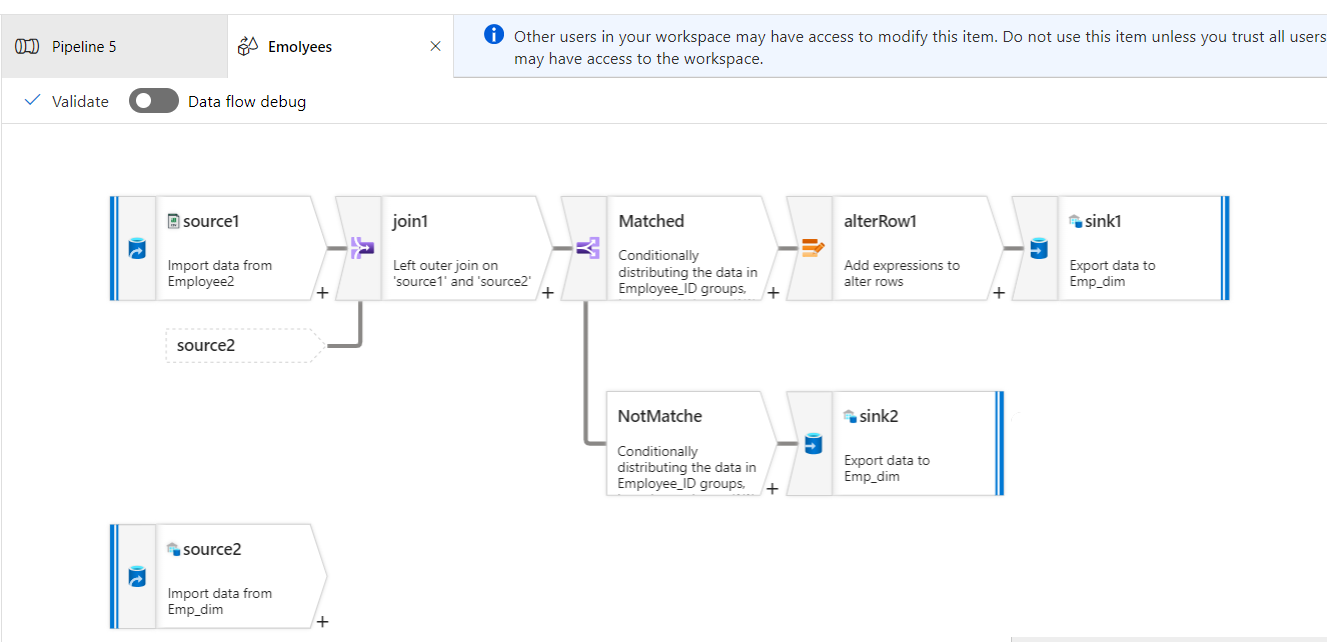 Pipeline 5
Emolyees
Other users in your workspace may have access to modify this item. Do not use this item unless you trust all users
may have access to the workspace.
Validate
Data flow debug
source1
Import data from
Employee2
+
join1
Left outer join on
'source1' and 'source2'
+
Matched
Conditionally
distributing the data in
Employee_ID groups,
+
alterRow1
Add expressions to
alter rows
+
sink1
Export data to
Emp_dim
source2
NotMatche
Conditionally
distributing the data in
Employee_ID groups,
+
sink2
Export data to
Emp_dim
source2
Import data from
Emp_dim
+